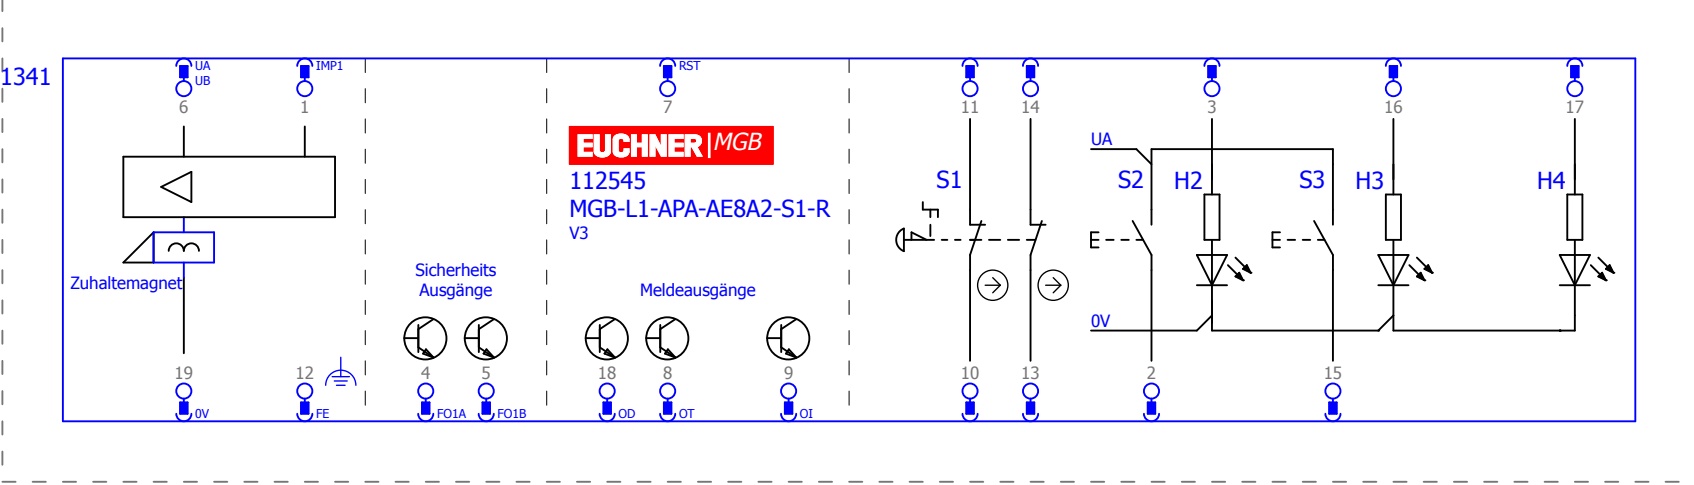 1341
UA
UB
IMP1
RST
6
1
7
11
14
3
16
17
EUCHNER MGB
112545
MGB-L1-APA-AE8A2-S1-R
V3
UA
S1
S2
H2
S3
H3
H4
Zuhaltemagnet
Sicherheits
Ausgänge
Meldeausgänge
0V
19
12
4
5
18
8
9
10
13
2
15
0V
FE
FO1A
FO1B
OD
OT
OI